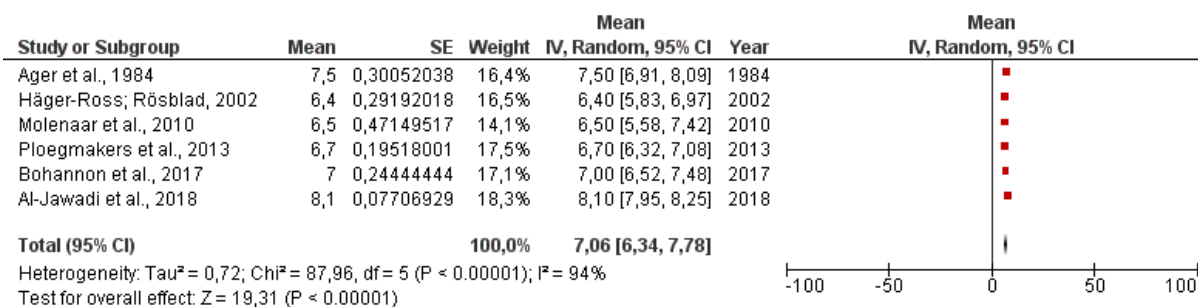 Mean Mean
Study or Subgroup Mean SE Weight IV, Random, 95% CI Year IV, Random, 95% CI
Ager et al., 1984 7,5 0,30052038 16,4% 7,50 [6,91, 8,09] 1984
Häger-Ross; Rösblad, 2002 6,4 0,29192018 16,5% 6,40 [5,83, 6,97] 2002
Molenaar et al., 2010 6,5 0,47149517 14,1% 6,50 [5,58, 7,42] 2010
Ploegmakers et al., 2013 6,7 0,19518001 17,5% 6,70 [6,32, 7,08] 2013
Bohannon et al., 2017 7 0,24444444 17,1% 7,00 [6,52, 7,48] 2017
Al-Jawadi et al., 2018 8,1 0,07706929 18,3% 8,10 [7,95, 8,25] 2018
Total (95% CI) 100,0% 7,06 [6,34, 7,78]
Heterogeneity: Tau² = 0,72; Chi² = 87,96, df = 5 (P < 0.00001); I² = 94%
Test for overall effect: Z = 19,31 (P < 0.00001)
-100 -50 0 50 100